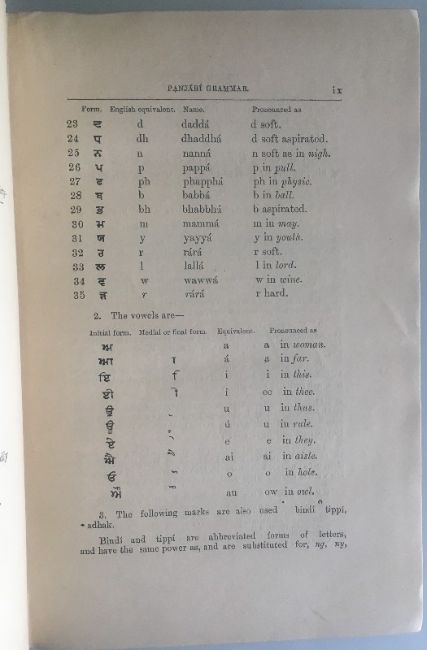 PANJÁBÍ GRAMMAR. ix
Form. English equivalent. Name. Pronounced as
23 ਦ d daddá d soft.
24 ਧ dh dhaddhá d soft aspirated.
25 ਨ n nanná n soft as in nigh.
26 ਪ p pappá p in pull.
27 ਫ ph phapphá ph in physic.
28 ਬ b babbá b in ball.
29 ਭ bh bhabbhá b aspirated.
30 ਮ m mammá m in may.
31 ਯ y yayyá y in youth.
32 ਰ r rárá r soft.
33 ਲ l lallá l in lord.
34 ਵ w wawwá w in wine.
35 ੜ r rárá r hard.
2. The vowels are—
Initial form. Medial or final form. Equivalent. Pronounced as
ਅ a a in woman.
ਆ ਾ á a in far.
ਇ ਿ i i in this.
ਈ ੀ í ee in thee.
ਉ ੁ u u in thus.
ਊ ੂ ú u in rule.
ਏ ੇ e e in they.
ਐ ੈ ai ai in aisle.
ਓ ੋ o o in hole.
ਔ ੌ au ow in owl.
3. The following marks are also used bindí tippí,
adhak.
Bindí and tippí are abbreviated forms of letters,
and have the same power as, and are substituted for, ng, ny,